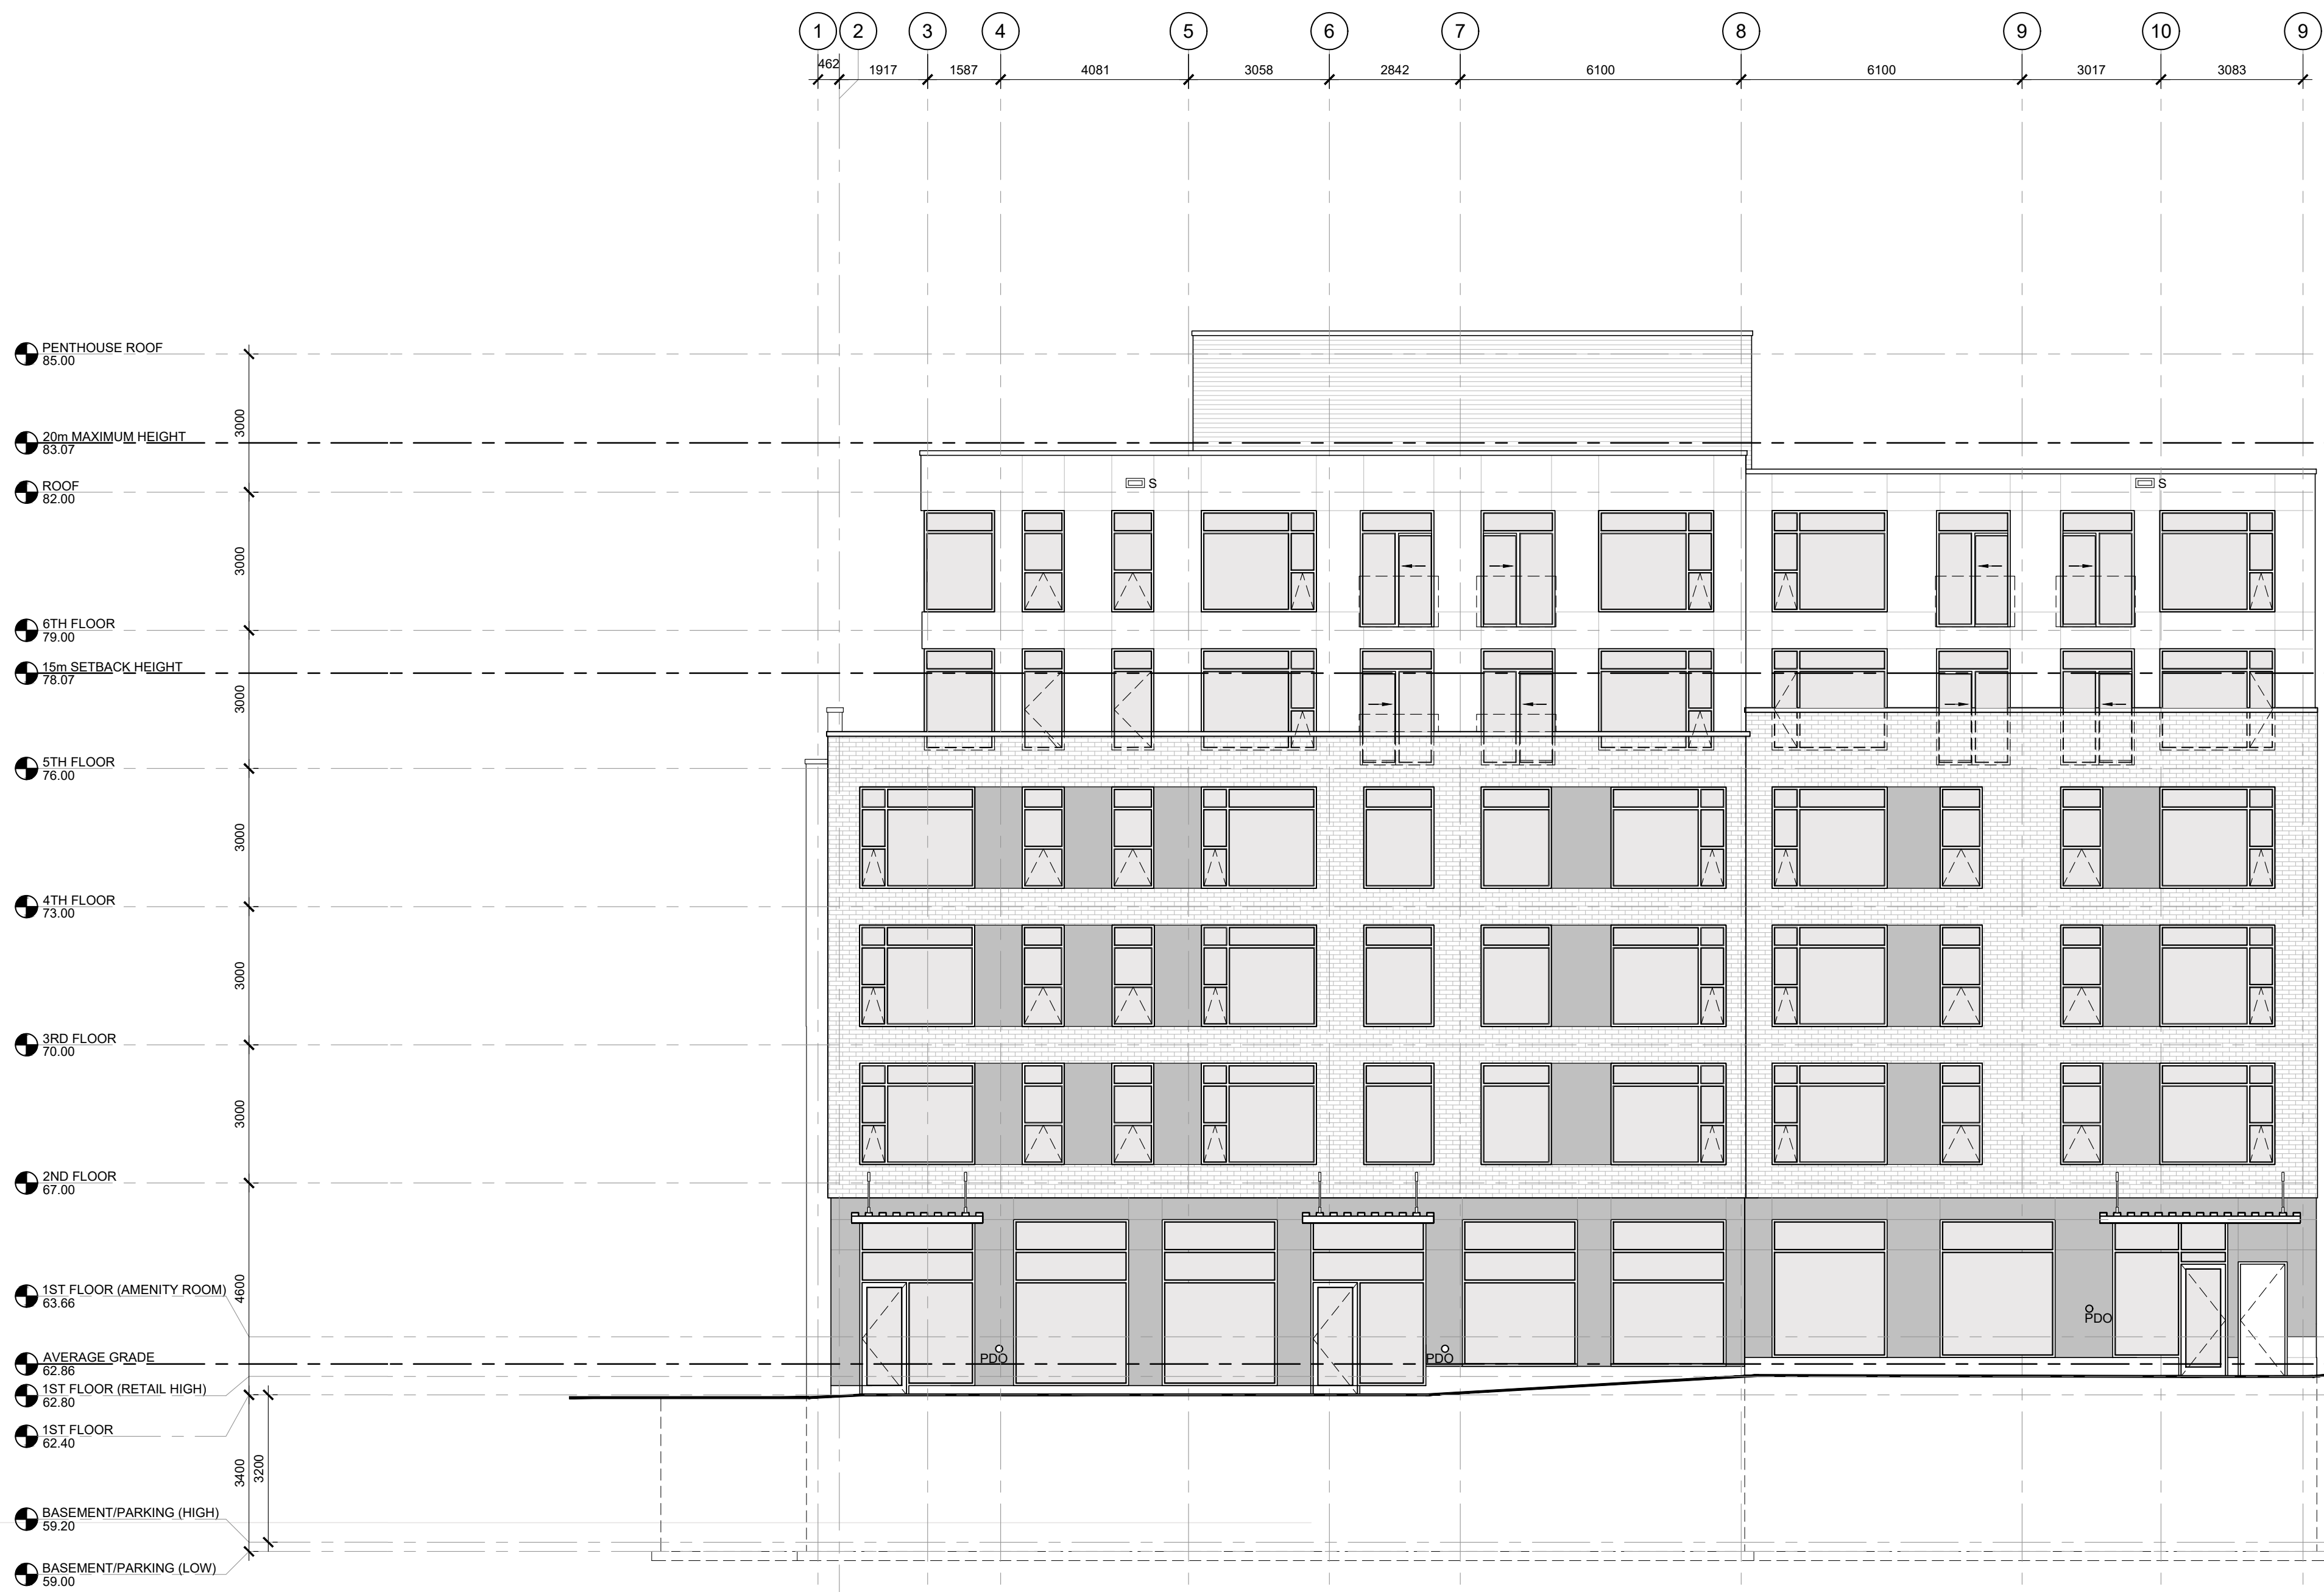 1 2 3 4 5 6 7 8 9 10 9
462 1917 1587 4081 3058 2842 6100 6100 3017 3083
PENTHOUSE ROOF
85.00
3000
20m MAXIMUM HEIGHT
83.07
ROOF
82.00
S S
3000
6TH FLOOR
79.00
15m SETBACK HEIGHT
78.07
3000
5TH FLOOR
76.00
3000
4TH FLOOR
73.00
3000
3RD FLOOR
70.00
3000
2ND FLOOR
67.00
4600
1ST FLOOR (AMENITY ROOM)
63.66
PDO PDO PDO
AVERAGE GRADE
62.86
1ST FLOOR (RETAIL HIGH)
62.80
1ST FLOOR
62.40
3400 3200
BASEMENT/PARKING (HIGH)
59.20
BASEMENT/PARKING (LOW)
59.00